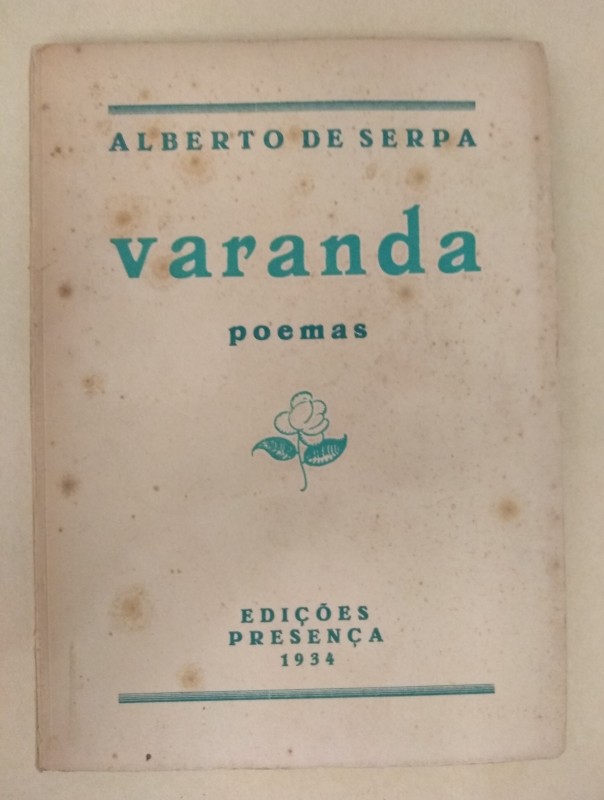 ALBERTO DE SERPA
varanda
poemas
EDIÇÕES
PRESENÇA
1934